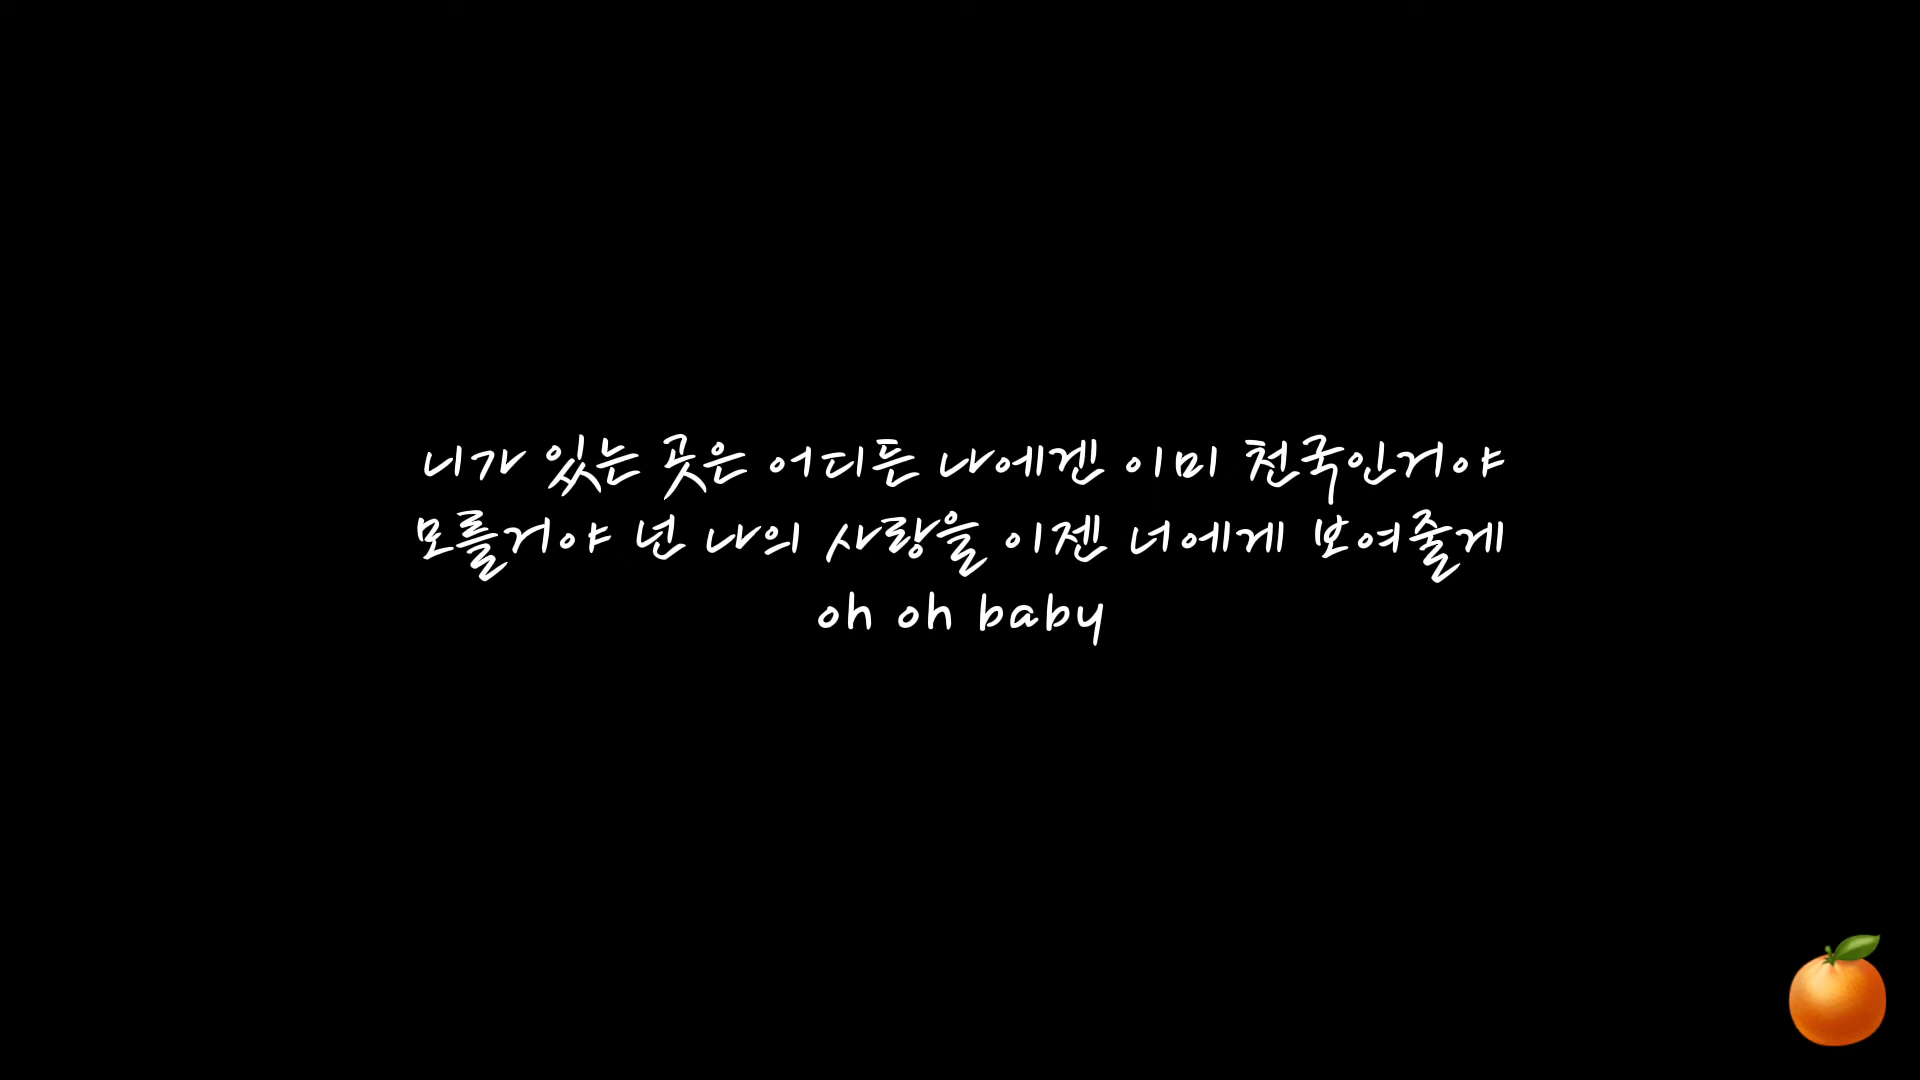 니가 있는 곳은 어디든 나에겐 이미 천국인거야
모를거야 넌 나의 사랑을 이젠 너에게 보여줄게
oh oh baby